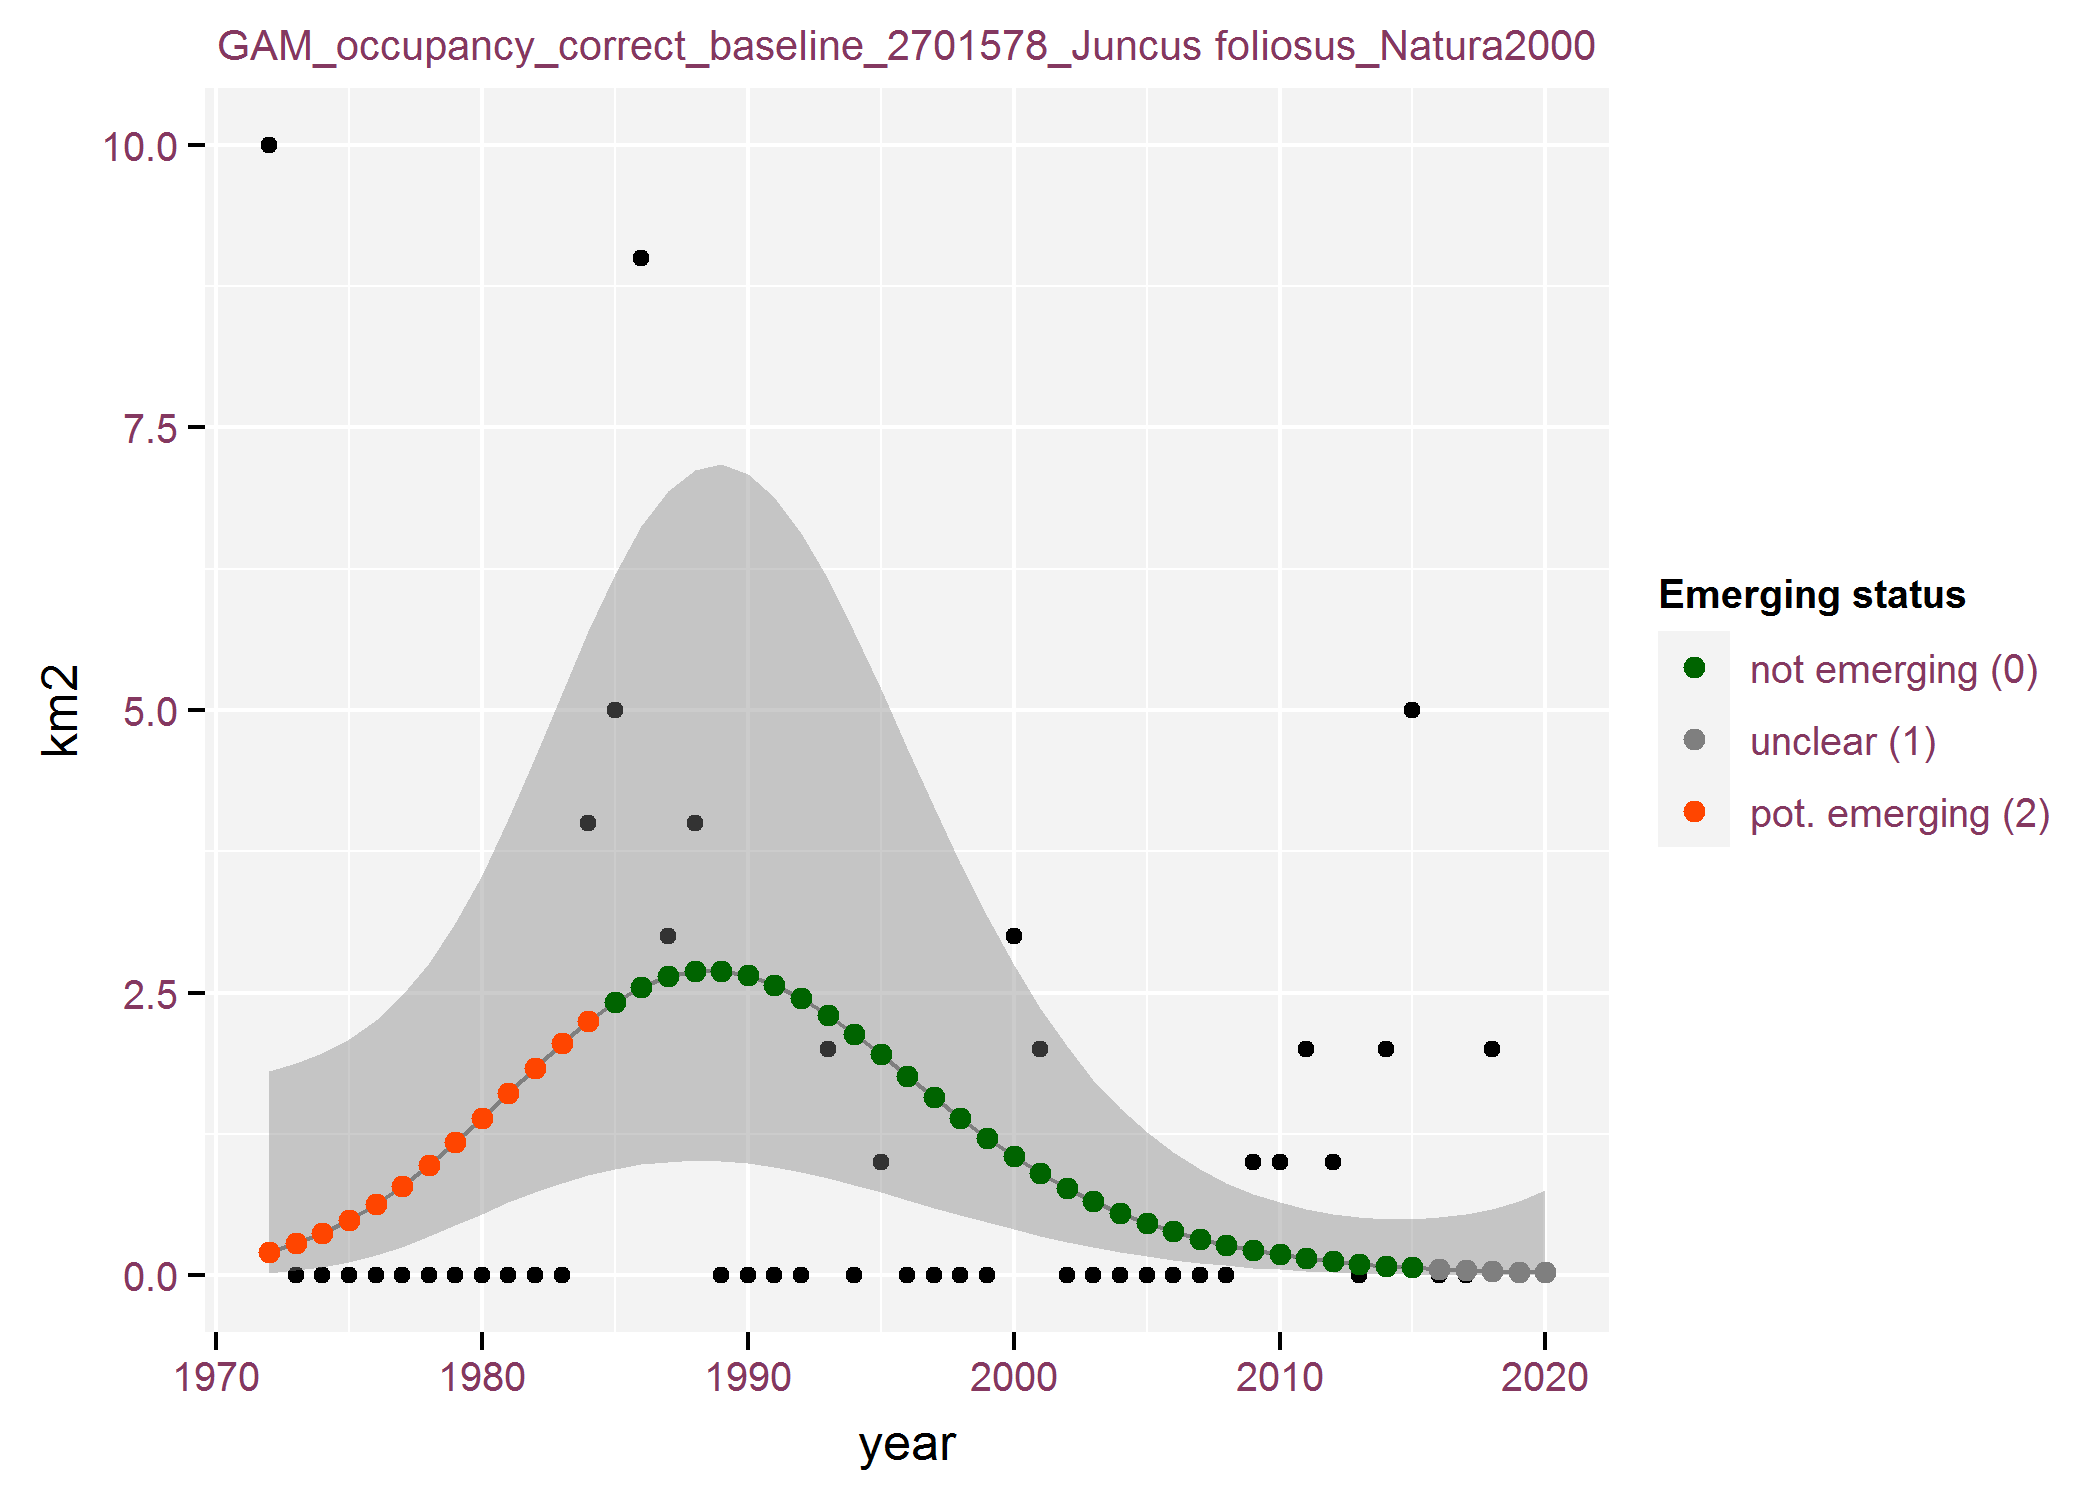 GAM_occupancy_correct_baseline_2701578_Juncus foliosus_Natura2000
10.0
7.5
5.0
2.5
0.0
km2
1970 1980 1990 2000 2010 2020
year
Emerging status
not emerging (0)
unclear (1)
pot. emerging (2)